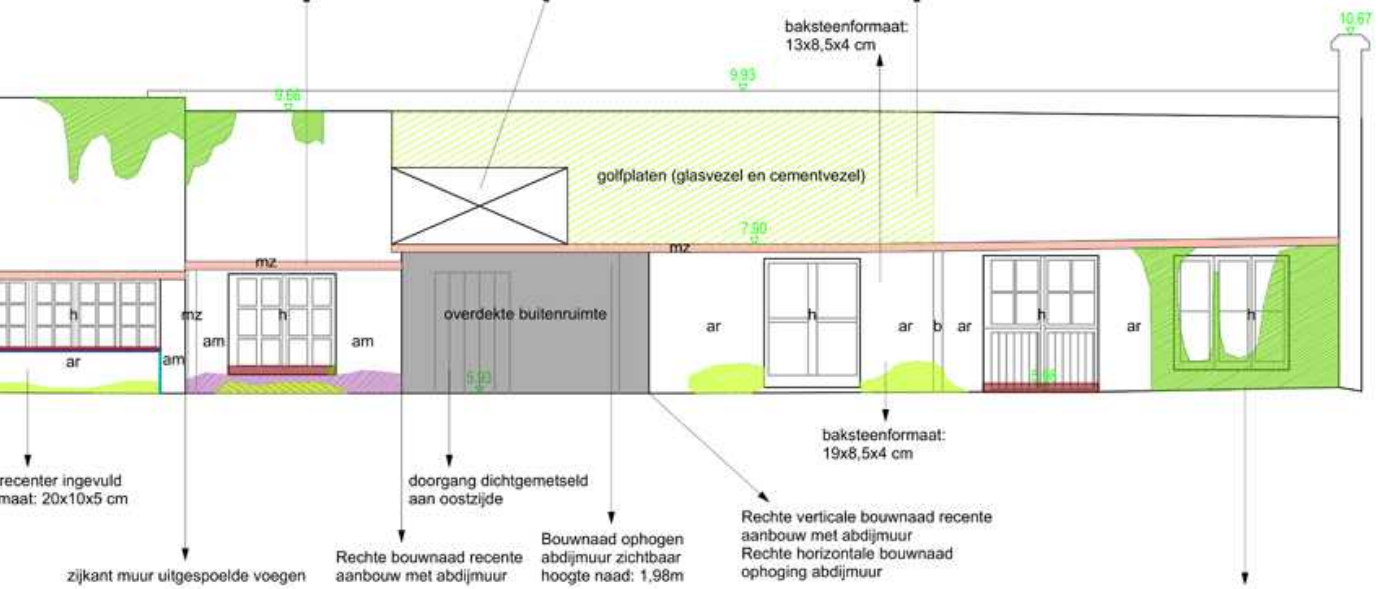 baksteenformaat:
13x8,5x4 cm
10.67
9.93
9.66
golfplaten (glasvezel en cementvezel)
7.90
mz
mz
mz
h
h
overdekte buitenruimte
h
h
h
ar
ar
b
ar
ar
am
am
ar
am
5.93
baksteenformaat:
19x8,5x4 cm
recenter ingevuld
maat: 20x10x5 cm
doorgang dichtgemetseld
aan oostzijde
Rechte verticale bouwnaad recente
aanbouw met abdijmuur
Rechte horizontale bouwnaad
ophoging abdijmuur
Bouwnaad ophogen
abdijmuur zichtbaar
hoogte naad: 1,98m
Rechte bouwnaad recente
aanbouw met abdijmuur
zijkant muur uitgespoelde voegen